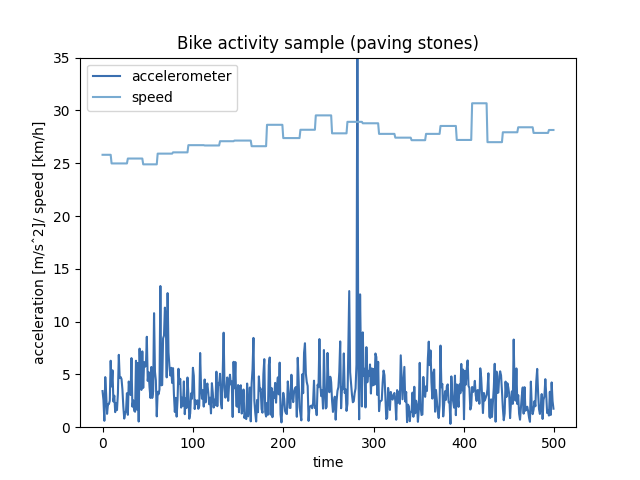 Bike activity sample (paving stones)
accelerometer
speed
35
30
25
20
15
10
5
0
acceleration [m/sˆ2]/ speed [km/h]
0 100 200 300 400 500
time